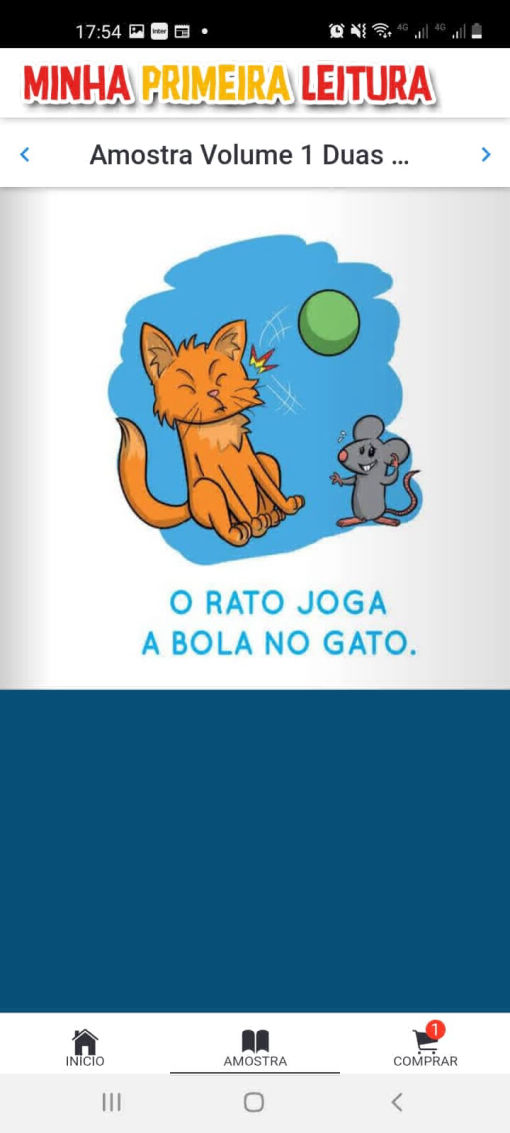 17:54 inter 4G 4G
MINHA PRIMEIRA LEITURA
Amostra Volume 1 Duas ...
O RATO JOGA
A BOLA NO GATO.
1
INÍCIO AMOSTRA COMPRAR